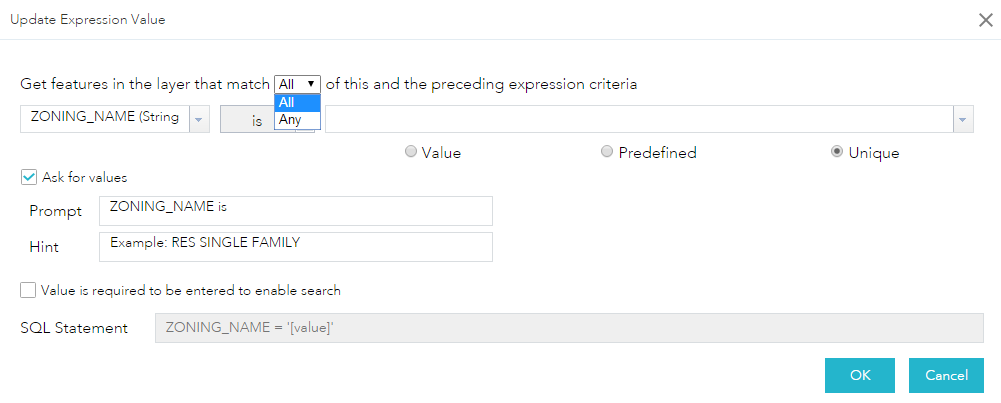 Update Expression Value
Get features in the layer that match All of this and the preceding expression criteria
All
Any
ZONING_NAME (String
is
Value
Predefined
Unique
Ask for values
Prompt
ZONING_NAME is
Hint
Example: RES SINGLE FAMILY
Value is required to be entered to enable search
SQL Statement
ZONING_NAME = '[value]'
OK
Cancel